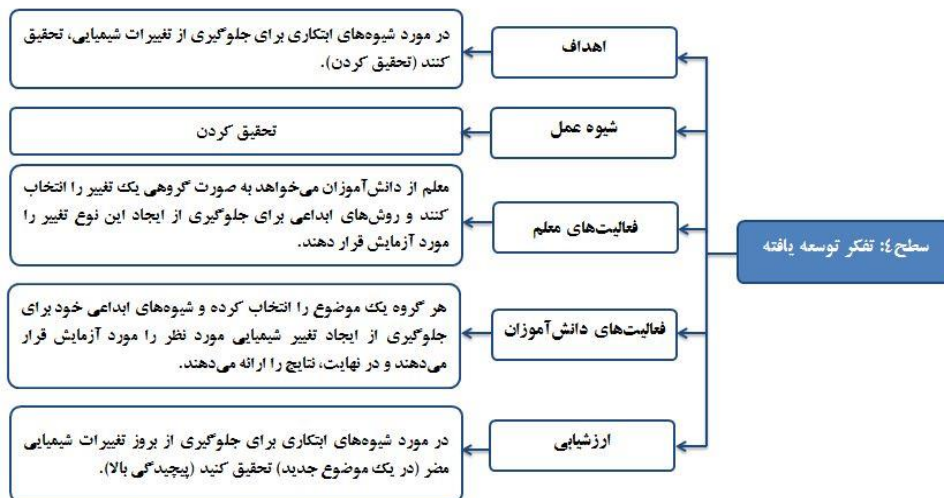 سطح٤: تفکر توسعه یافته
اهداف
در مورد شیوه‌های ابتکاری برای جلوگیری از تغییرات شیمیایی، تحقیق
کنند (تحقیق کردن).
شیوه عمل
تحقیق کردن
فعالیت‌های معلم
معلم از دانش‌آموزان می‌خواهد به صورت گروهی یک تغییر را انتخاب
کنند و روش‌های ابداعی برای جلوگیری از ایجاد این نوع تغییر را
مورد آزمایش قرار دهند.
فعالیت‌های دانش‌آموزان
هر گروه یک موضوع را انتخاب کرده و شیوه‌های ابداعی خود برای
جلوگیری از ایجاد تغییر شیمیایی مورد نظر را مورد آزمایش قرار
می‌دهند و در نهایت، نتایج را ارائه می‌دهند.
ارزشیابی
در مورد شیوه‌های ابتکاری برای جلوگیری از بروز تغییرات شیمیایی
مضر (در یک موضوع جدید) تحقیق کنید (پیچیدگی بالا).